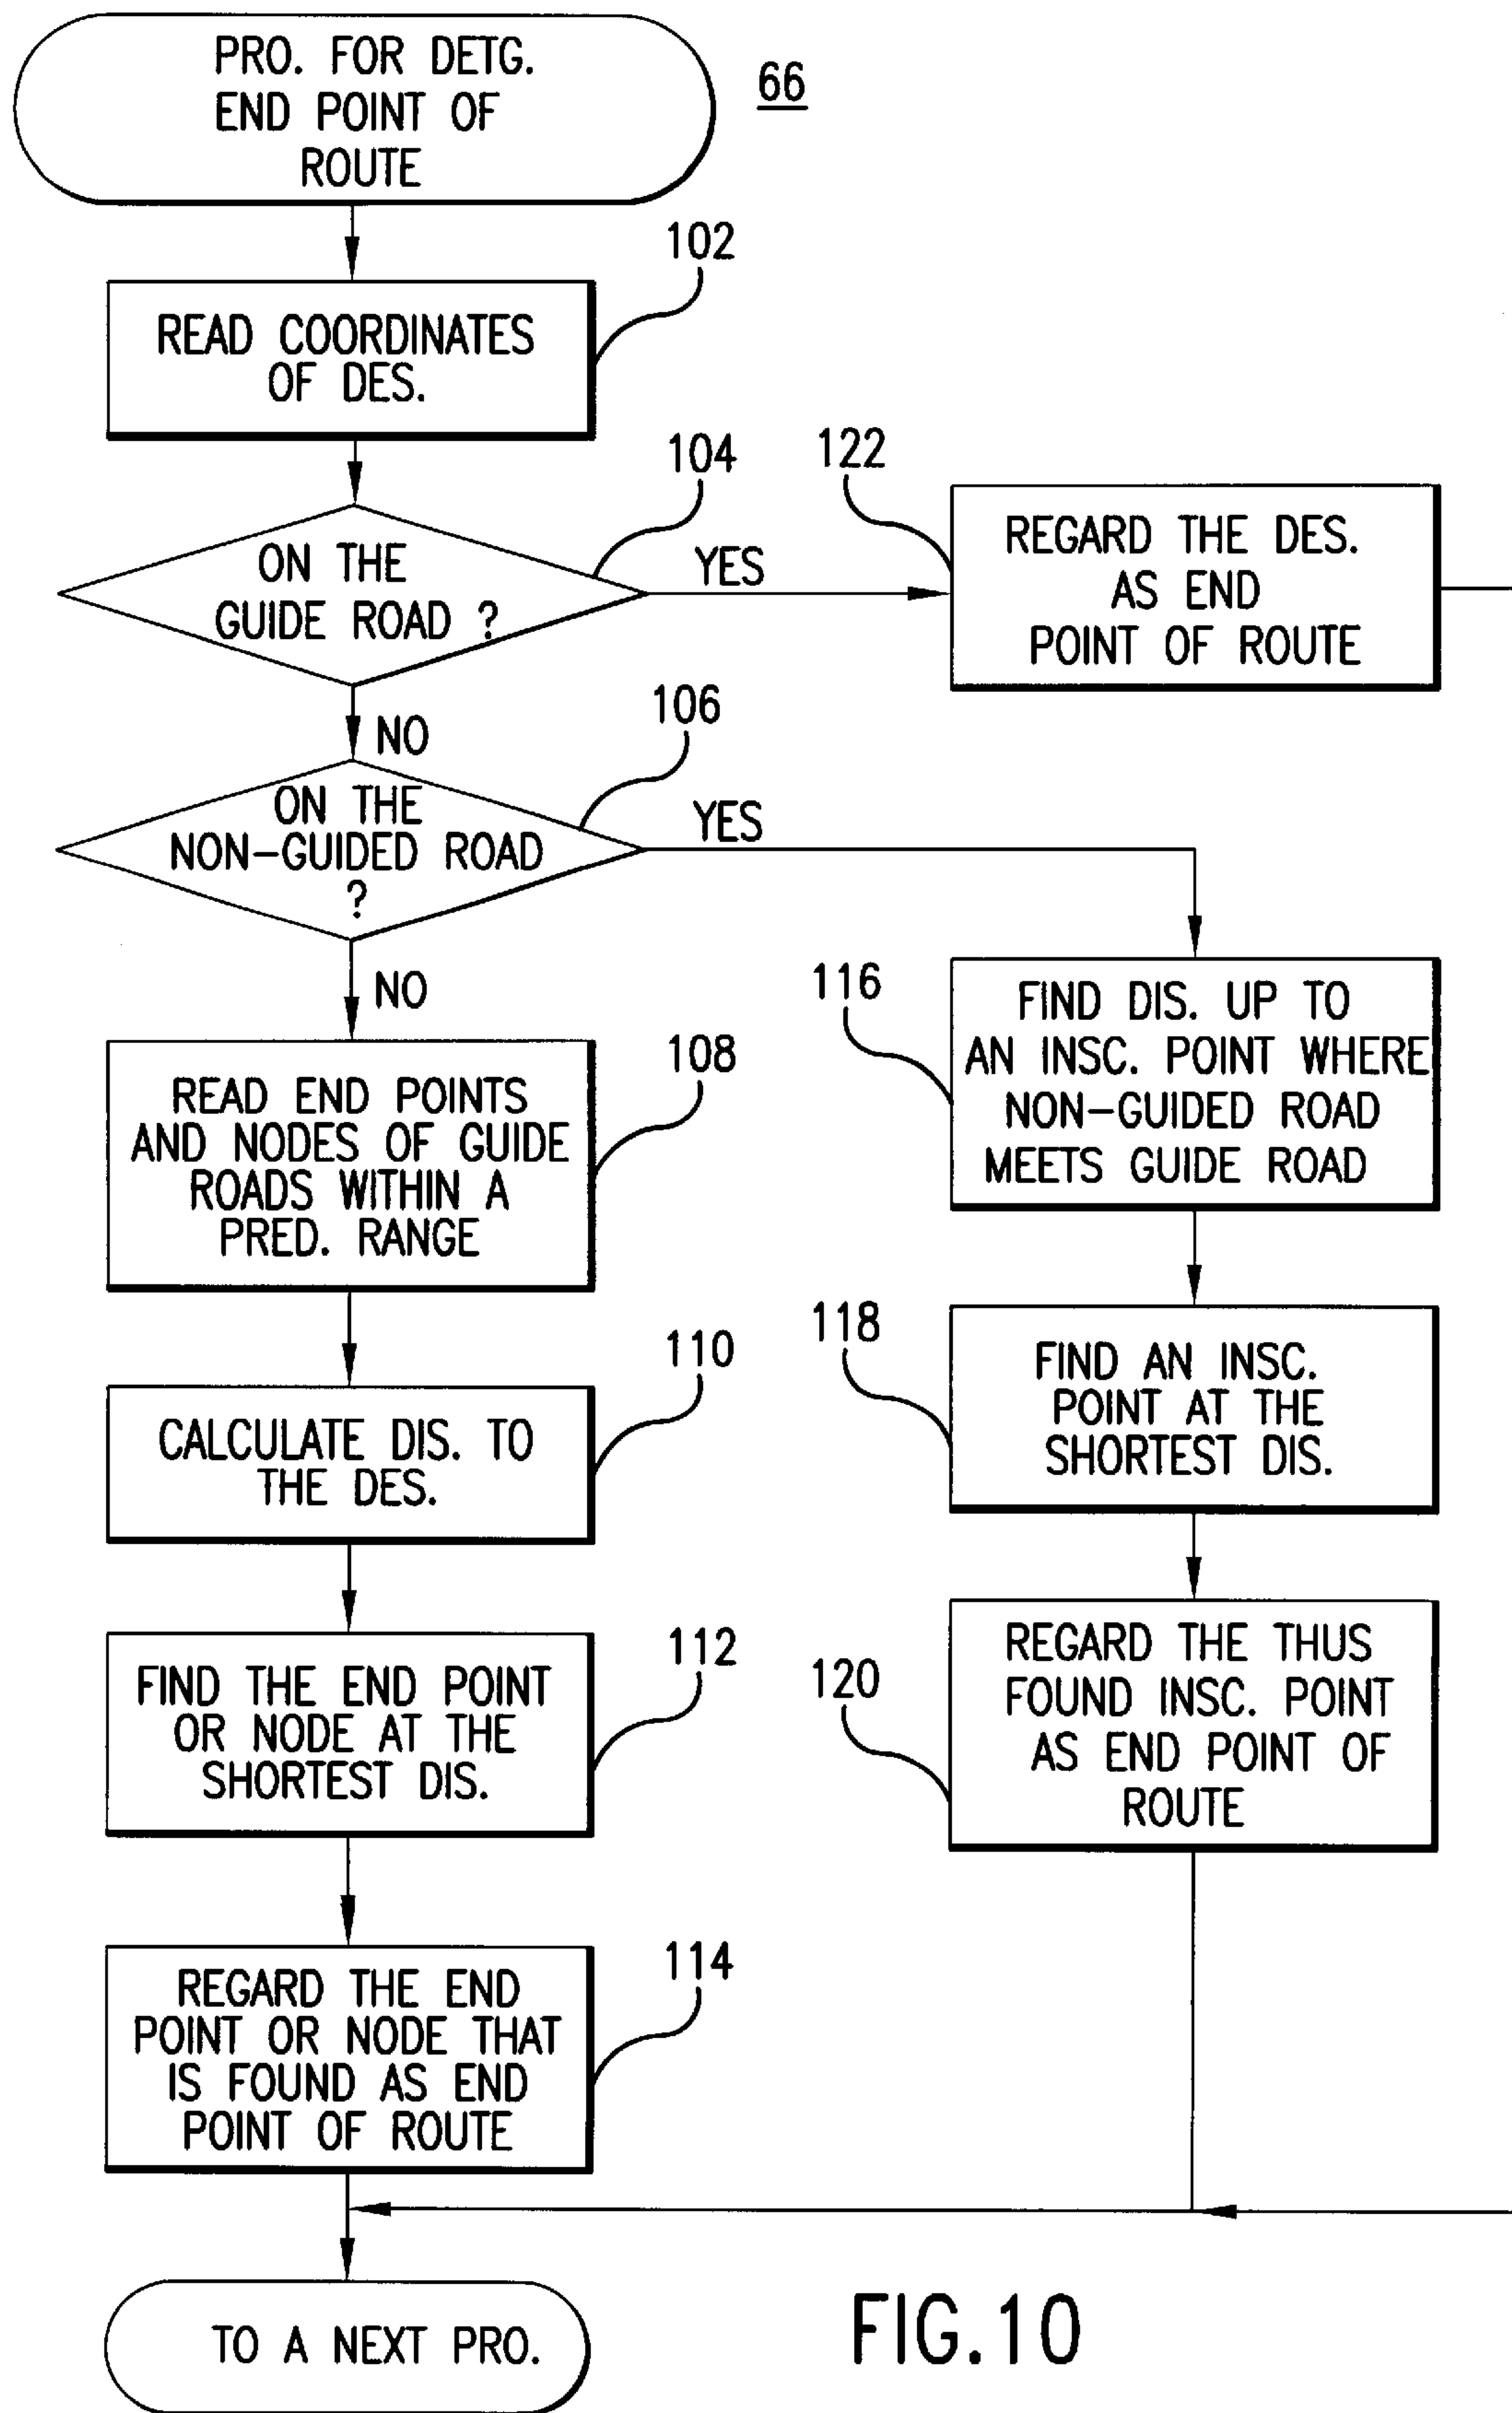 PRO. FOR DETG.
END POINT OF
ROUTE
66
102
READ COORDINATES
OF DES.
104
ON THE
GUIDE ROAD ?
YES
122
REGARD THE DES.
AS END
POINT OF ROUTE
NO
106
ON THE
NON-GUIDED ROAD
?
YES
NO
108
READ END POINTS
AND NODES OF GUIDE
ROADS WITHIN A
PRED. RANGE
116
FIND DIS. UP TO
AN INSC. POINT WHERE
NON-GUIDED ROAD
MEETS GUIDE ROAD
110
CALCULATE DIS. TO
THE DES.
118
FIND AN INSC.
POINT AT THE
SHORTEST DIS.
112
FIND THE END POINT
OR NODE AT THE
SHORTEST DIS.
120
REGARD THE THUS
FOUND INSC. POINT
AS END POINT OF
ROUTE
114
REGARD THE END
POINT OR NODE THAT
IS FOUND AS END
POINT OF ROUTE
TO A NEXT PRO.
FIG.10